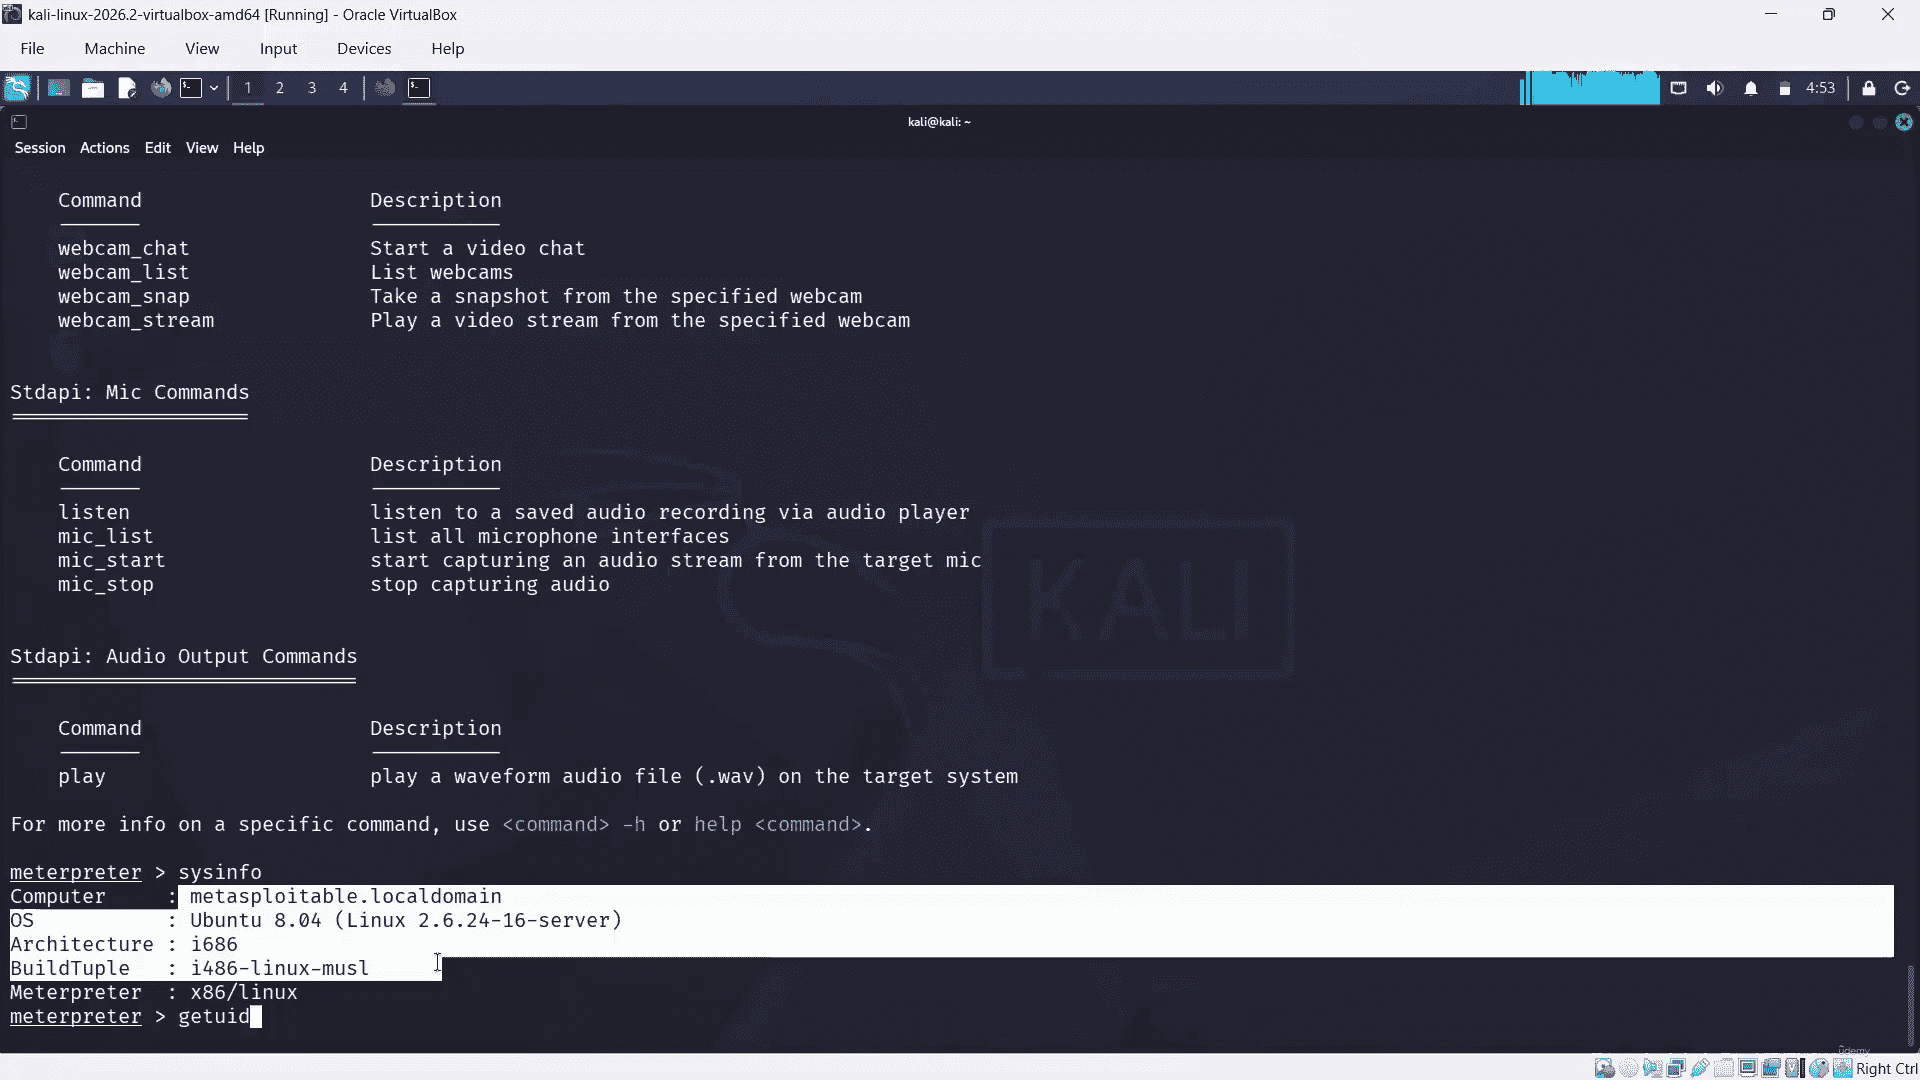 kali-linux-2026.2-virtualbox-amd64 [Running] - Oracle VirtualBox
File Machine View Input Devices Help
1 2 3 4 4:53
kali@kali: ~
Session Actions Edit View Help
Command Description
webcam_chat Start a video chat
webcam_list List webcams
webcam_snap Take a snapshot from the specified webcam
webcam_stream Play a video stream from the specified webcam
Stdapi: Mic Commands
=====================
Command Description
listen listen to a saved audio recording via audio player
mic_list list all microphone interfaces
mic_start start capturing an audio stream from the target mic
mic_stop stop capturing audio
KALI
Stdapi: Audio Output Commands
=============================
Command Description
play play a waveform audio file (.wav) on the target system
For more info on a specific command, use <command> -h or help <command>.
meterpreter > sysinfo
Computer : metasploitable.localdomain
OS : Ubuntu 8.04 (Linux 2.6.24-16-server)
Architecture : i686
BuildTuple : i486-linux-musl
Meterpreter : x86/linux
meterpreter > getuid
udemy
Right Ctrl